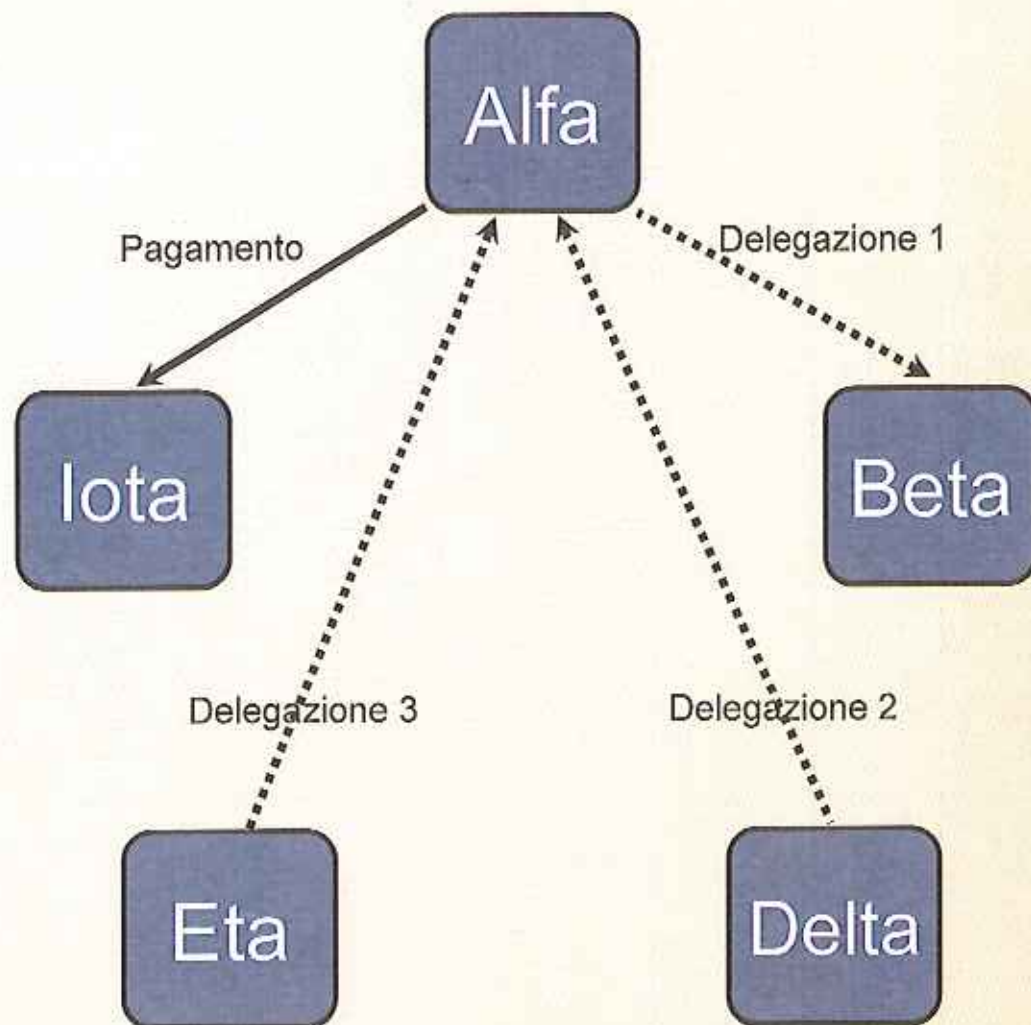 Alfa
Pagamento
Delegazione 1
Iota
Beta
Delegazione 3
Delegazione 2
Eta
Delta